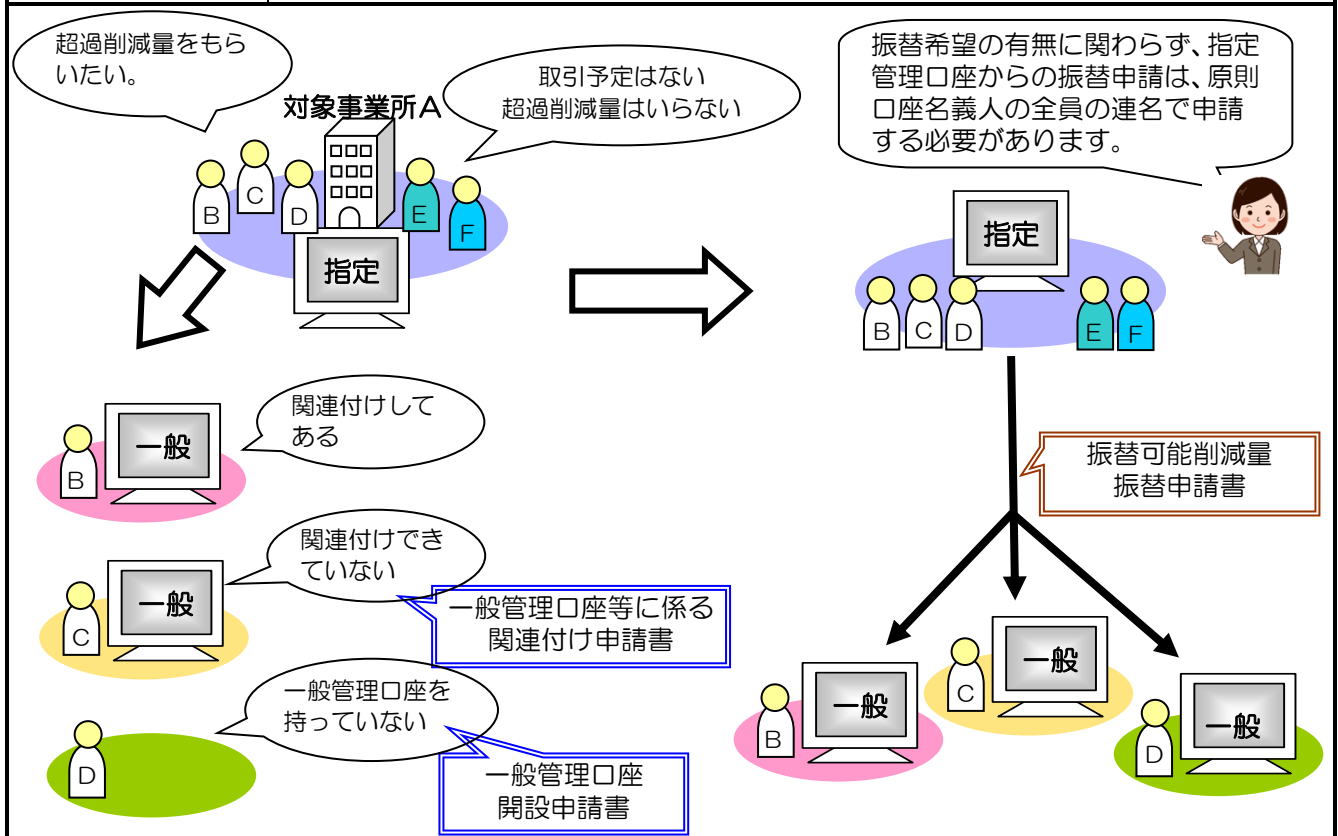 超過削減量をもら
いたい。
対象事業所A
取引予定はない
超過削減量はいらない
B
C
D
E
F
指定
振替希望の有無に関わらず、指定
管理口座からの振替申請は、原則
口座名義人の全員の連名で申請
する必要があります。
指定
B
C
D
E
F
一般
B
関連付けして
ある
一般
C
関連付けでき
ていない
一般管理口座等に係る
関連付け申請書
D
一般管理口座を
持っていない
一般管理口座
開設申請書
振替可能削減量
振替申請書
B
一般
C
一般
D
一般